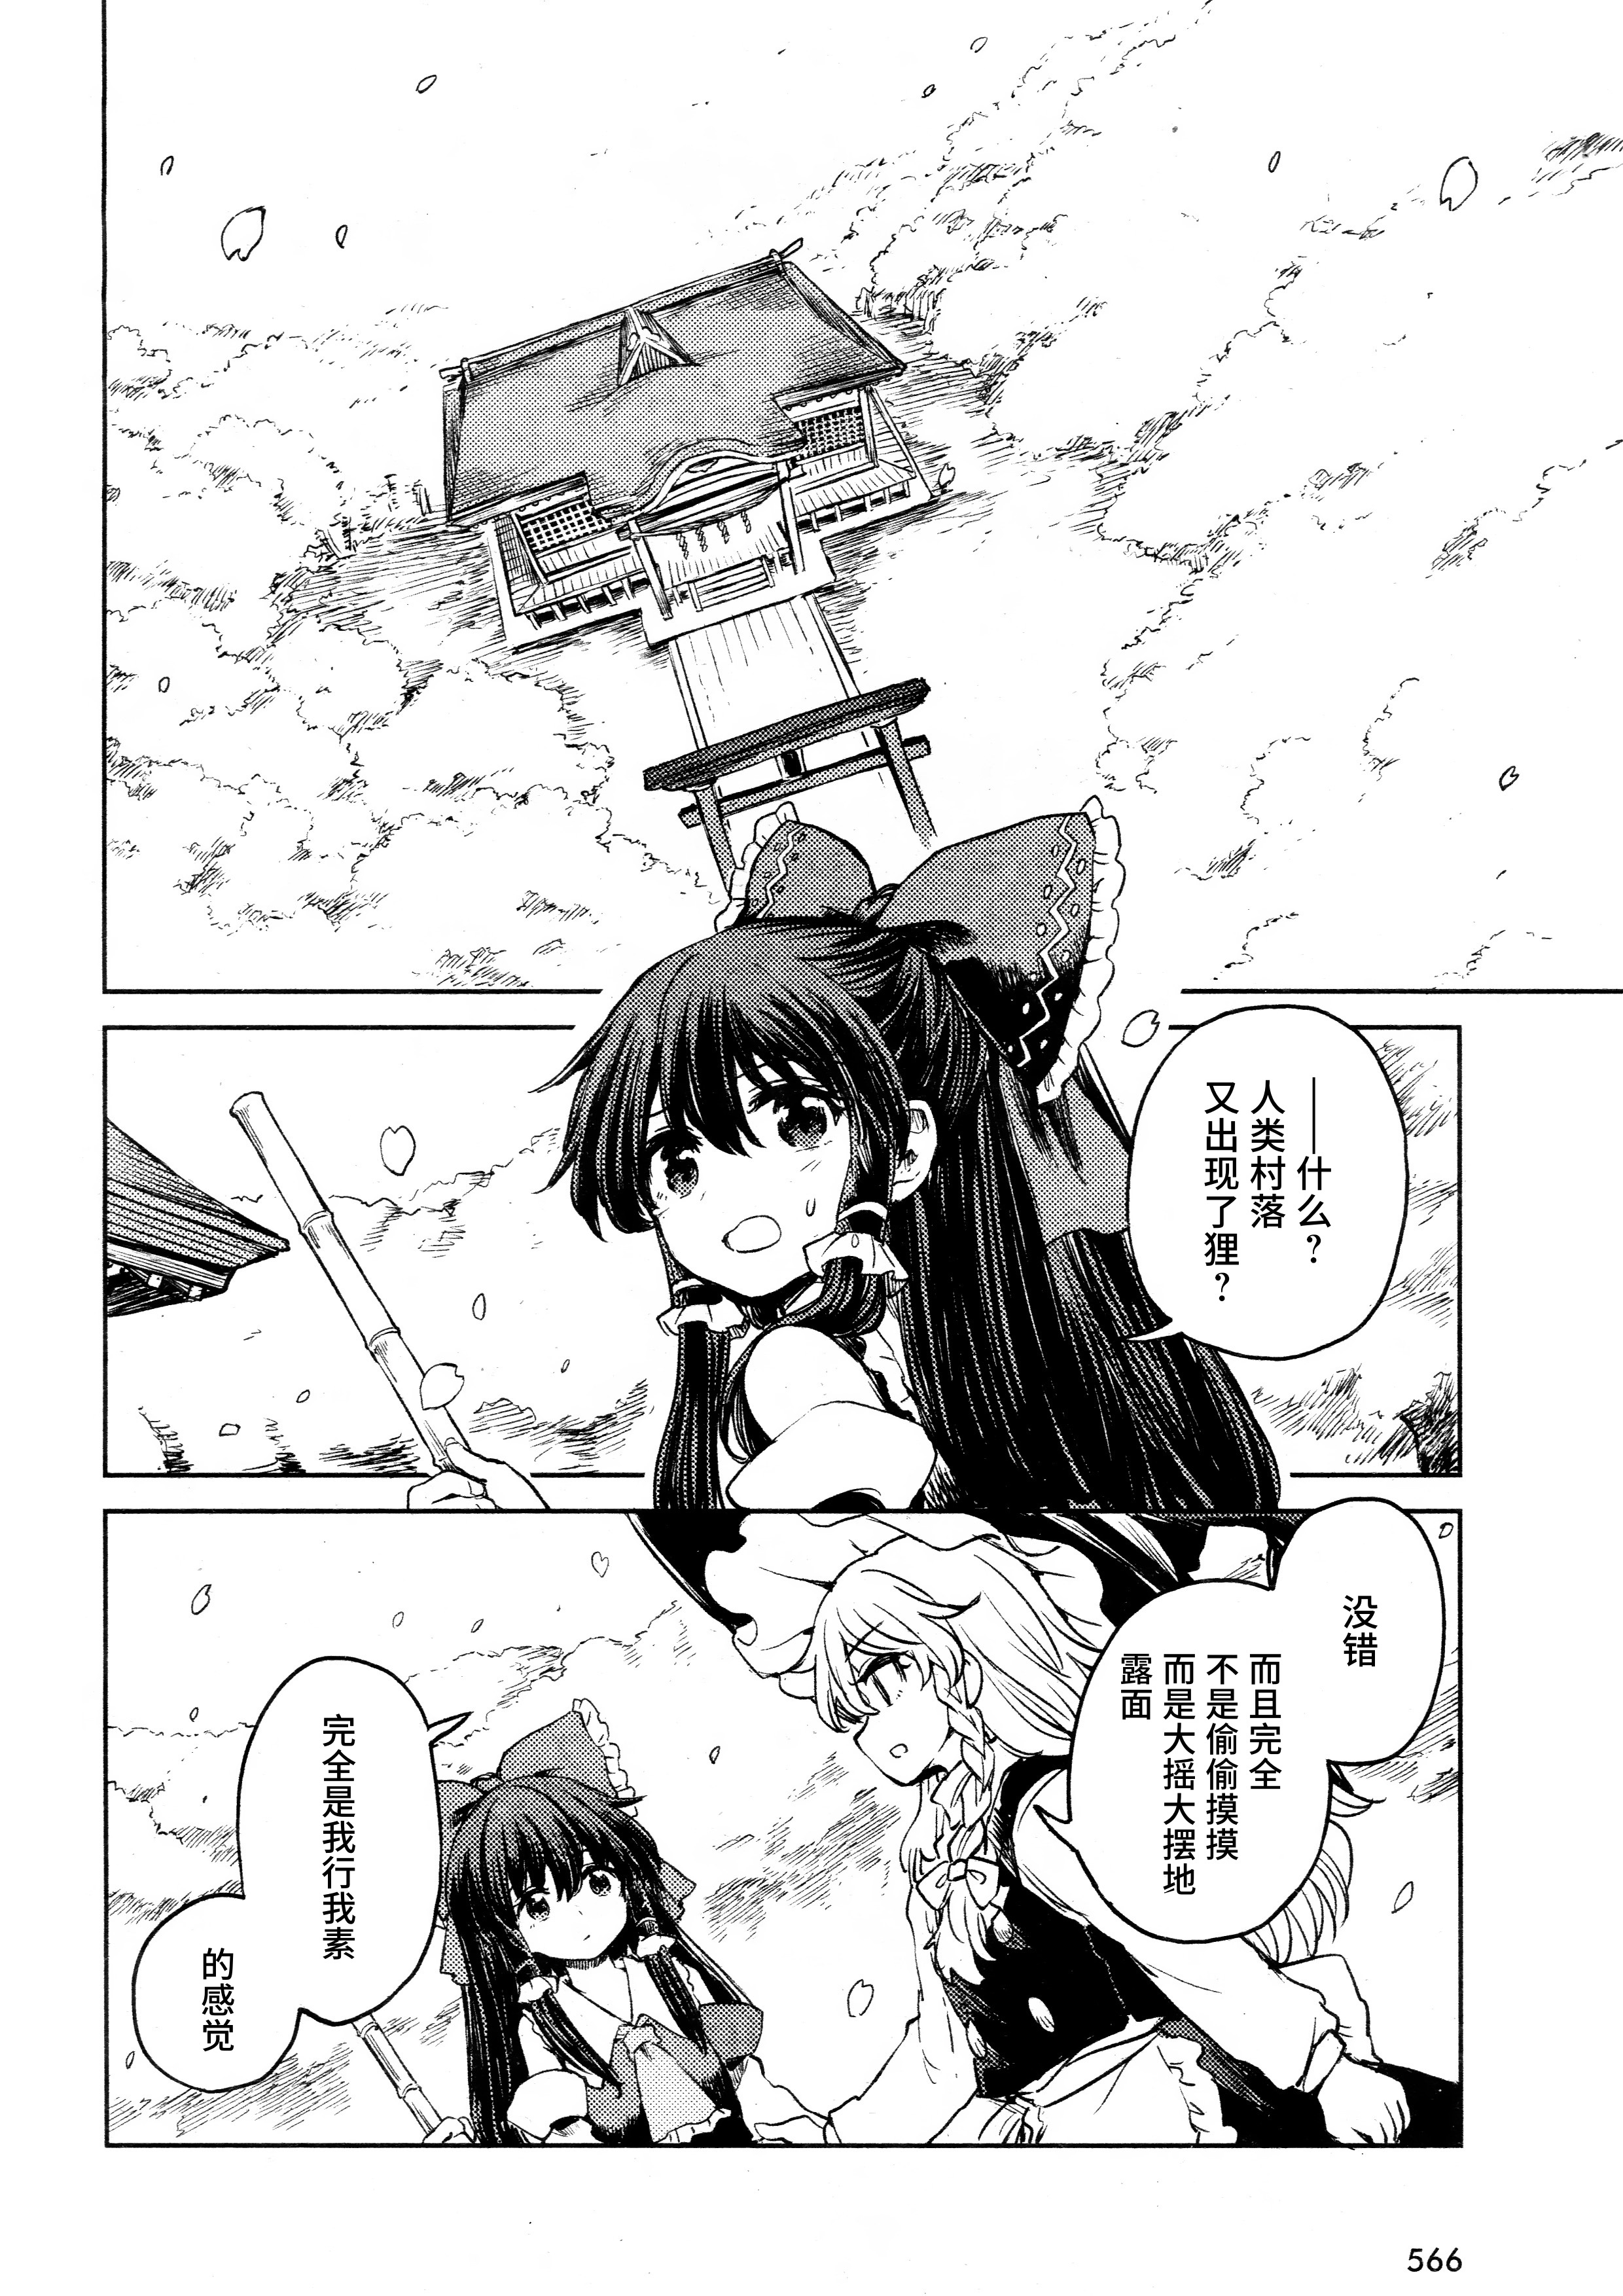 ——什么？
人类村落
又出现了狸？
没错
而且完全
不是偷偷摸摸
而是大摇大摆地
露面
完全是我行我素
的感觉
566